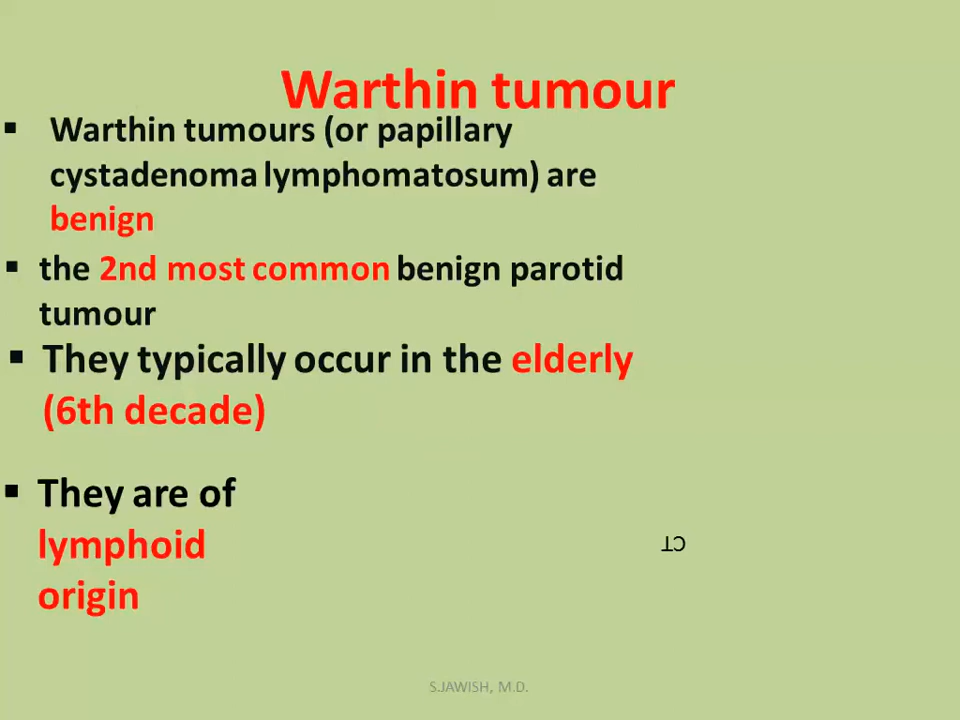 Warthin tumour
▪ Warthin tumours (or papillary
cystadenoma lymphomatosum) are
benign
▪ the 2nd most common benign parotid
tumour
▪ They typically occur in the elderly
(6th decade)
▪ They are of
lymphoid
origin
CT
S.JAWISH, M.D.